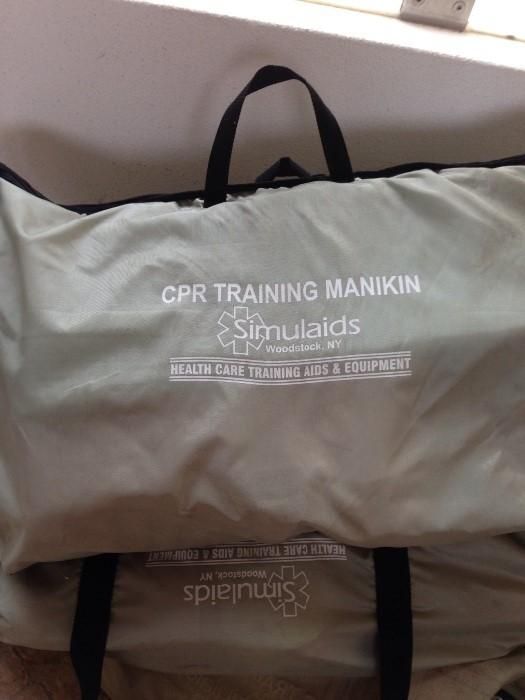 CPR TRAINING MANIKIN
Simulaids
Woodstock, NY
HEALTH CARE TRAINING AIDS & EQUIPMENT
HEALTH CARE TRAINING AIDS & EQUIPMENT
Woodstock, NY
Simulaids